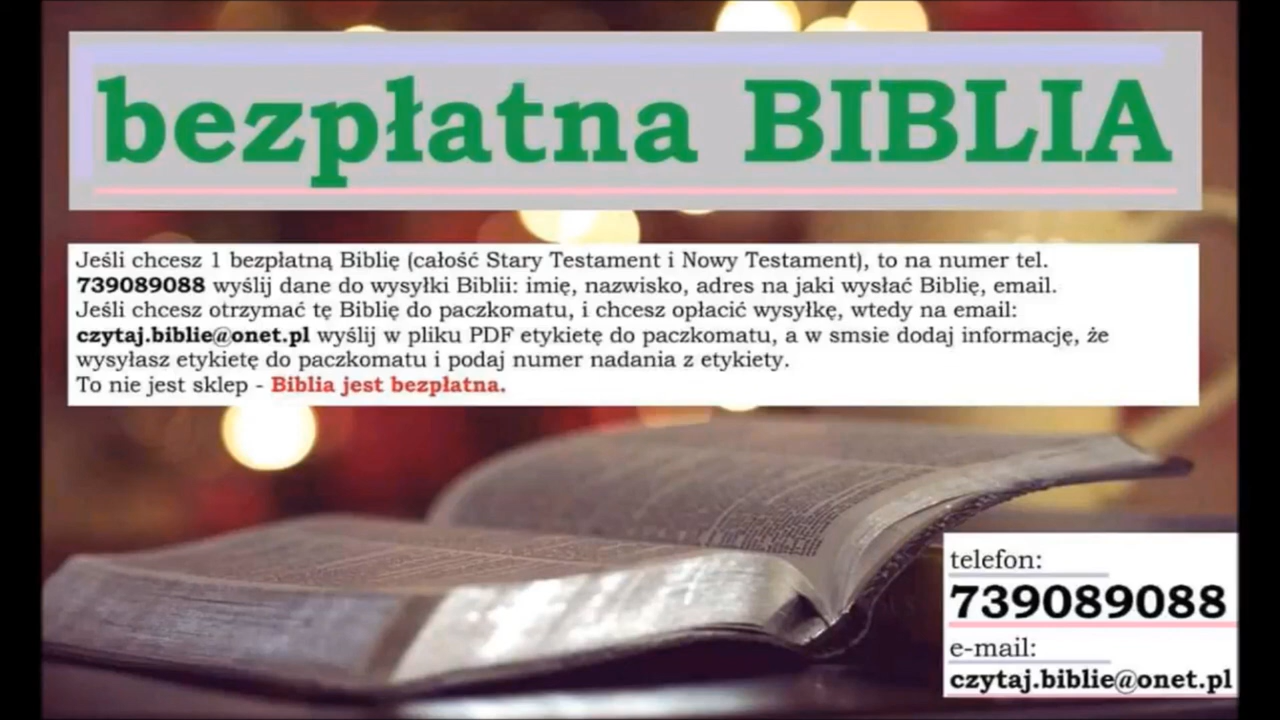 bezpłatna BIBLIA
Jeśli chcesz 1 bezpłatną Biblię (całość Stary Testament i Nowy Testament), to na numer tel.
739089088 wyślij dane do wysyłki Biblii: imię, nazwisko, adres na jaki wysłać Biblię, email.
Jeśli chcesz otrzymać tę Biblię do paczkomatu, i chcesz opłacić wysyłkę, wtedy na email:
czytaj.biblie@onet.pl wyślij w pliku PDF etykietę do paczkomatu, a w smsie dodaj informację, że
wysyłasz etykietę do paczkomatu i podaj numer nadania z etykiety.
To nie jest sklep - Biblia jest bezpłatna.
telefon:
739089088
e-mail:
czytaj.biblie@onet.pl